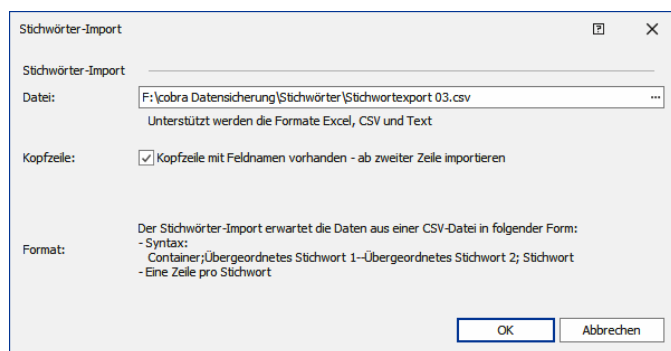 Stichwörter-Import
Stichwörter-Import
Datei:
F:\cobra Datensicherung\Stichwörter\Stichwortexport 03.csv
...
Unterstützt werden die Formate Excel, CSV und Text
Kopfzeile:
Kopfzeile mit Feldnamen vorhanden - ab zweiter Zeile importieren
Format:
Der Stichwörter-Import erwartet die Daten aus einer CSV-Datei in folgender Form:
- Syntax:
Container;Übergeordnetes Stichwort 1--Übergeordnetes Stichwort 2; Stichwort
- Eine Zeile pro Stichwort
OK
Abbrechen